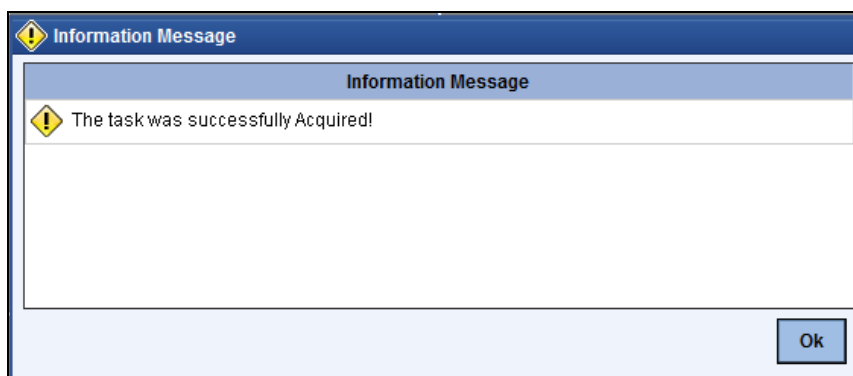 Information Message
Information Message
The task was successfully Acquired!
Ok